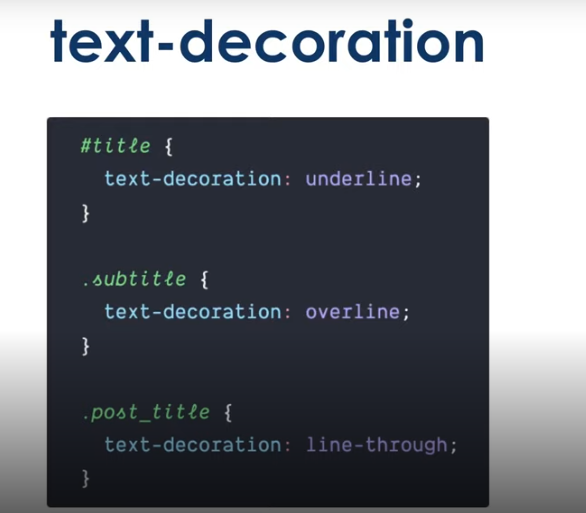 text-decoration
#title {
text-decoration: underline;
}
.subtitle {
text-decoration: overline;
}
.post_title {
text-decoration: line-through;
}